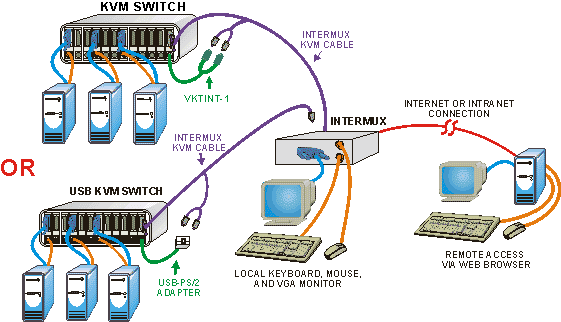 KVM SWITCH
INTERMUX
KVM CABLE
VKTINT-1
INTERMUX
KVM CABLE
INTERMUX
INTERNET OR INTRANET
CONNECTION
OR
USB KVM SWITCH
USB-PS/2
ADAPTER
LOCAL KEYBOARD, MOUSE,
AND VGA MONITOR
REMOTE ACCESS
VIA WEB BROWSER